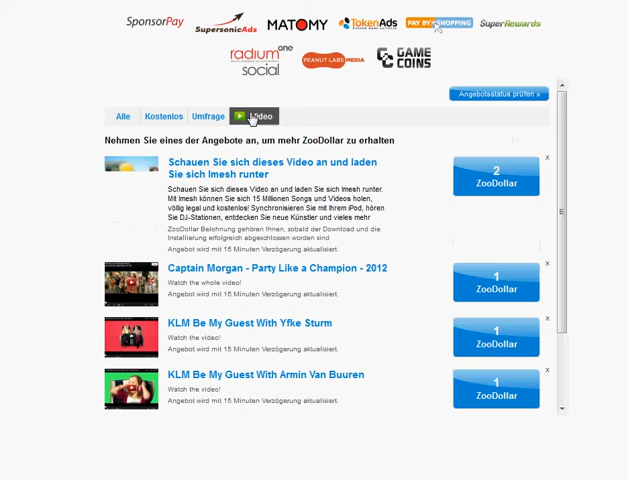 SponsorPay SupersonicAds MATOMY TokenAds PAY BY SHOPPING SuperRewards
radiumone social PEANUT LABS MEDIA GAME COINS
Angebotsstatus prüfen »
Alle Kostenlos Umfrage Video
Nehmen Sie eines der Angebote an, um mehr ZooDollar zu erhalten
Schauen Sie sich dieses Video an und laden
Sie sich Imesh runter
Schauen Sie sich dieses Video an und laden Sie sich Imesh runter.
Mit Imesh können Sie sich 15 Millionen Songs und Videos holen,
völlig legal und kostenlos! Synchronisieren Sie mit Ihrem iPod, hören
Sie DJ-Stationen, entdecken Sie neue Künstler und vieles mehr
ZooDollar Belohnung gehören Ihnen, sobald der Download und die
Installierung erfolgreich abgeschlossen worden sind
Angebot wird mit 15 Minuten Verzögerung aktualisiert.
x
2
ZooDollar
Captain Morgan - Party Like a Champion - 2012
Watch the whole video!
Angebot wird mit 15 Minuten Verzögerung aktualisiert.
x
1
ZooDollar
KLM Be My Guest With Yfke Sturm
Watch the video!
Angebot wird mit 15 Minuten Verzögerung aktualisiert.
x
1
ZooDollar
KLM Be My Guest With Armin Van Buuren
Watch the video!
Angebot wird mit 15 Minuten Verzögerung aktualisiert.
x
1
ZooDollar